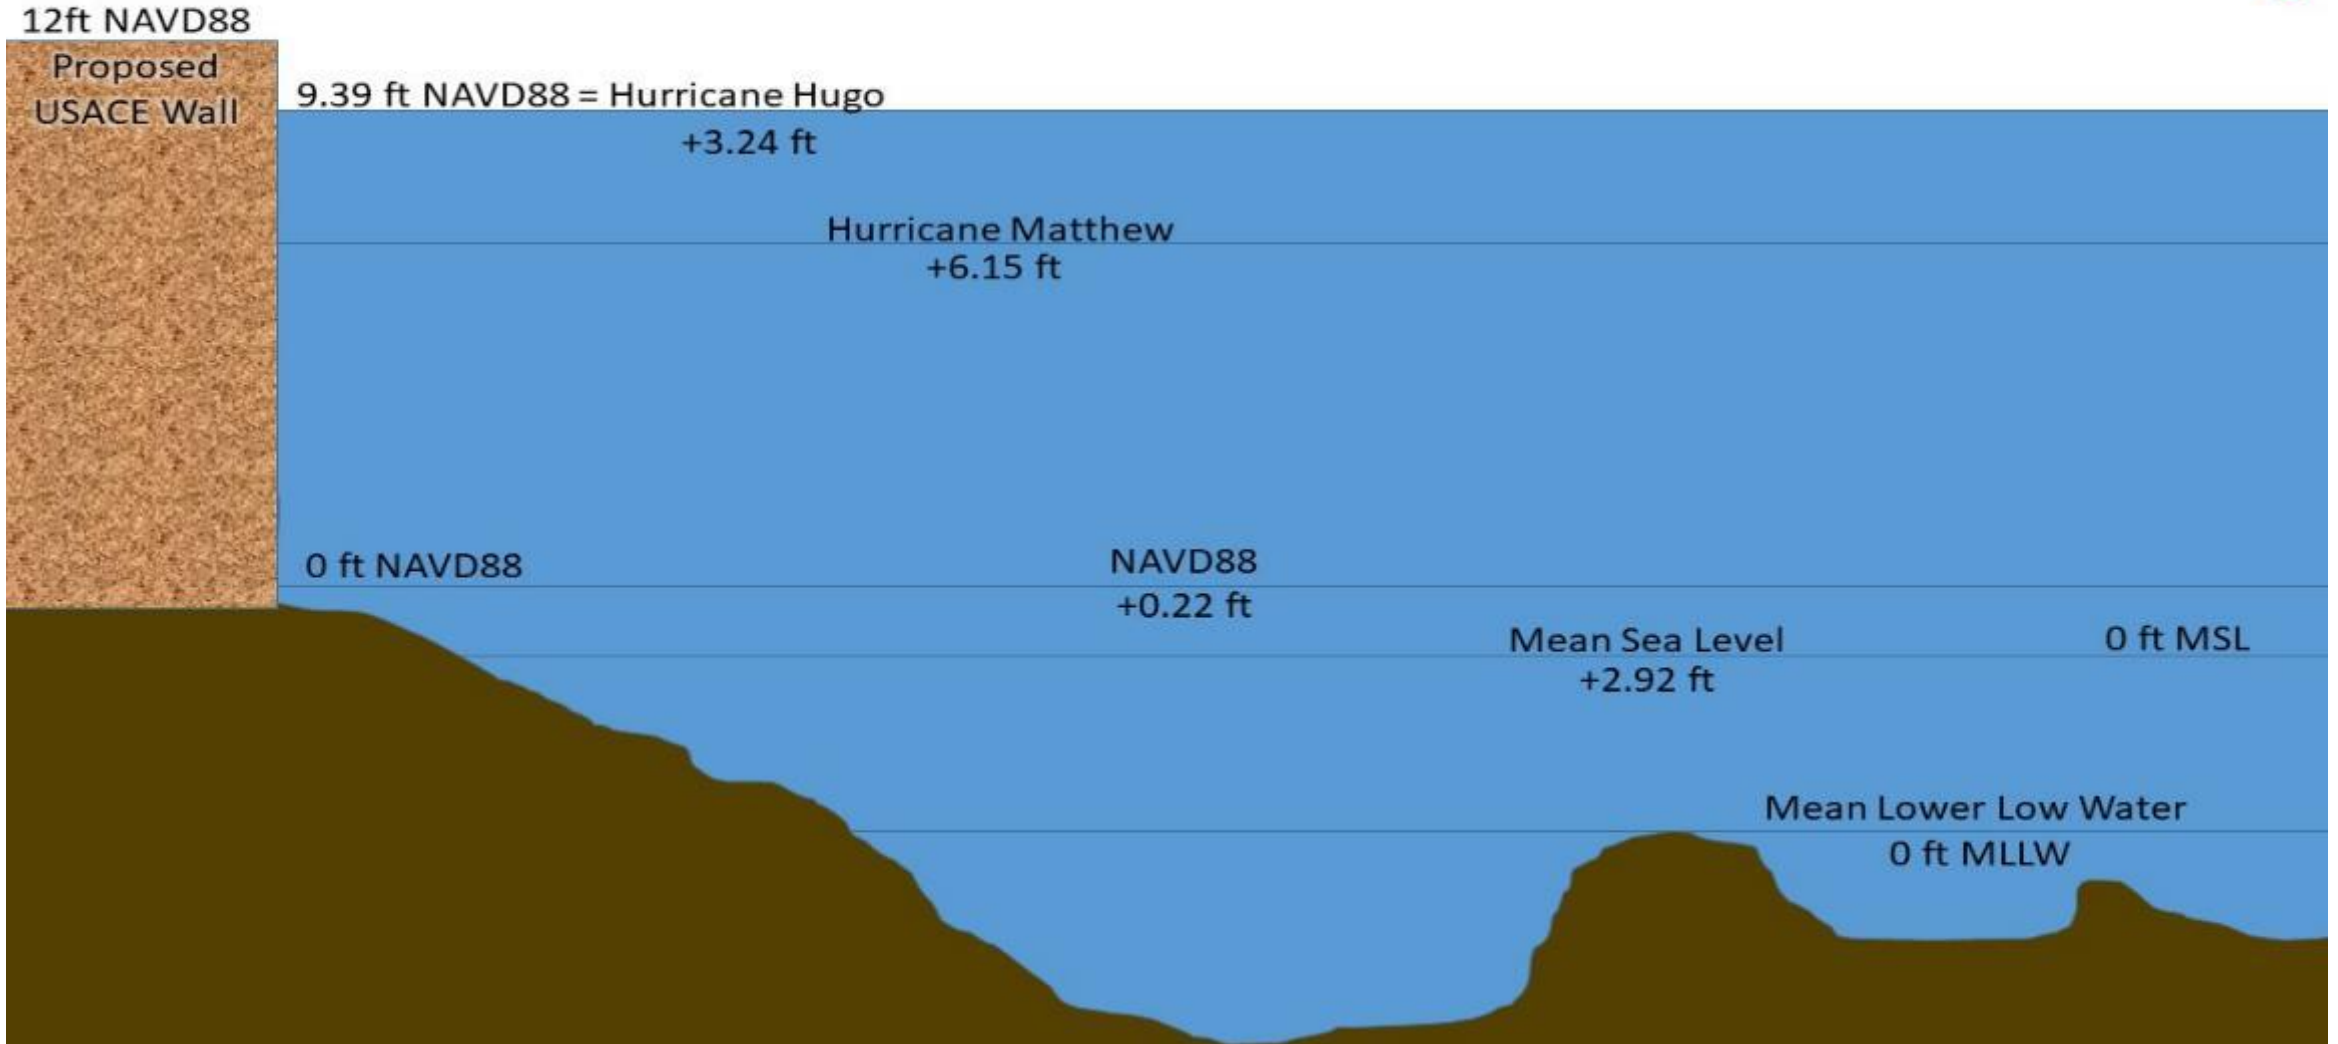 12ft NAVD88
Proposed
USACE Wall
9.39 ft NAVD88 = Hurricane Hugo
+3.24 ft
Hurricane Matthew
+6.15 ft
0 ft NAVD88
NAVD88
+0.22 ft
Mean Sea Level
0 ft MSL
+2.92 ft
Mean Lower Low Water
0 ft MLLW